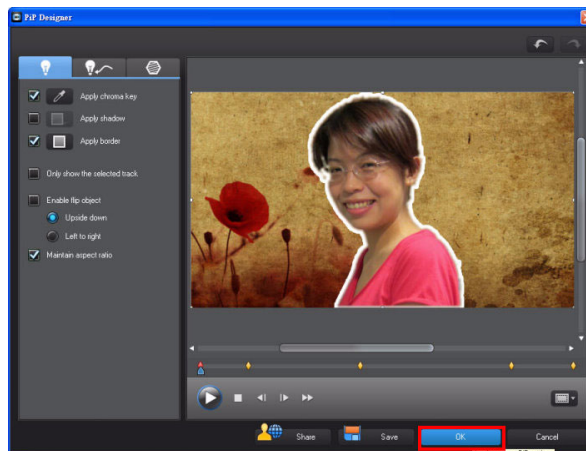 PiP Designer
Apply chroma key
Apply shadow
Apply border
Only show the selected track
Enable flip object
Upside down
Left to right
Maintain aspect ratio
Share
Save
OK
Cancel